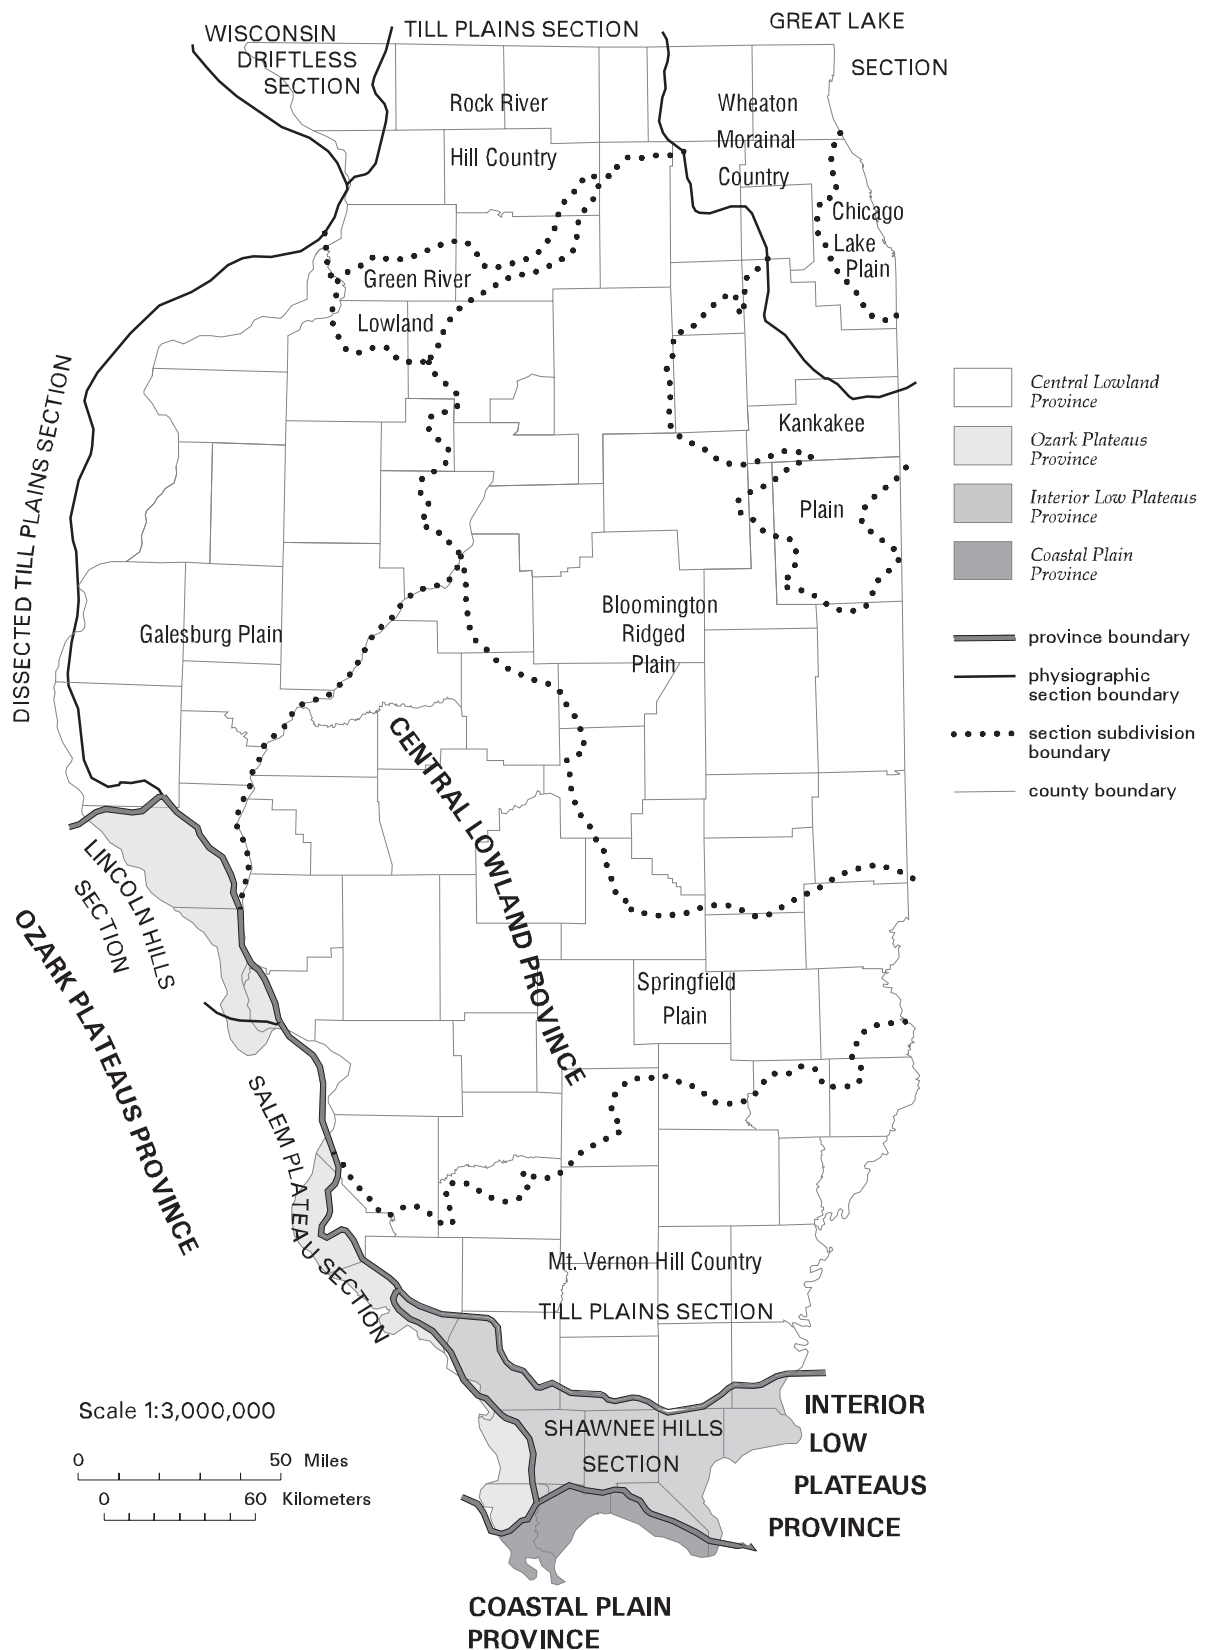 WISCONSIN
DRIFTLESS
SECTION
TILL PLAINS SECTION
GREAT LAKE
SECTION
Rock River
Hill Country
Wheaton
Morainal
Country
Chicago
Lake
Plain
Green River
Lowland
DISSECTED TILL PLAINS SECTION
Kankakee
Plain
Central Lowland
Province
Ozark Plateaus
Province
Interior Low Plateaus
Province
Coastal Plain
Province
province boundary
physiographic
section boundary
section subdivision
boundary
county boundary
Galesburg Plain
Bloomington
Ridged
Plain
CENTRAL LOWLAND PROVINCE
LINCOLN HILLS
SECTION
OZARK PLATEAUS PROVINCE
Springfield
Plain
SALEM PLATEAU SECTION
Mt. Vernon Hill Country
TILL PLAINS SECTION
Scale 1:3,000,000
0 50 Miles
0 60 Kilometers
SHAWNEE HILLS
SECTION
INTERIOR
LOW
PLATEAUS
PROVINCE
COASTAL PLAIN
PROVINCE